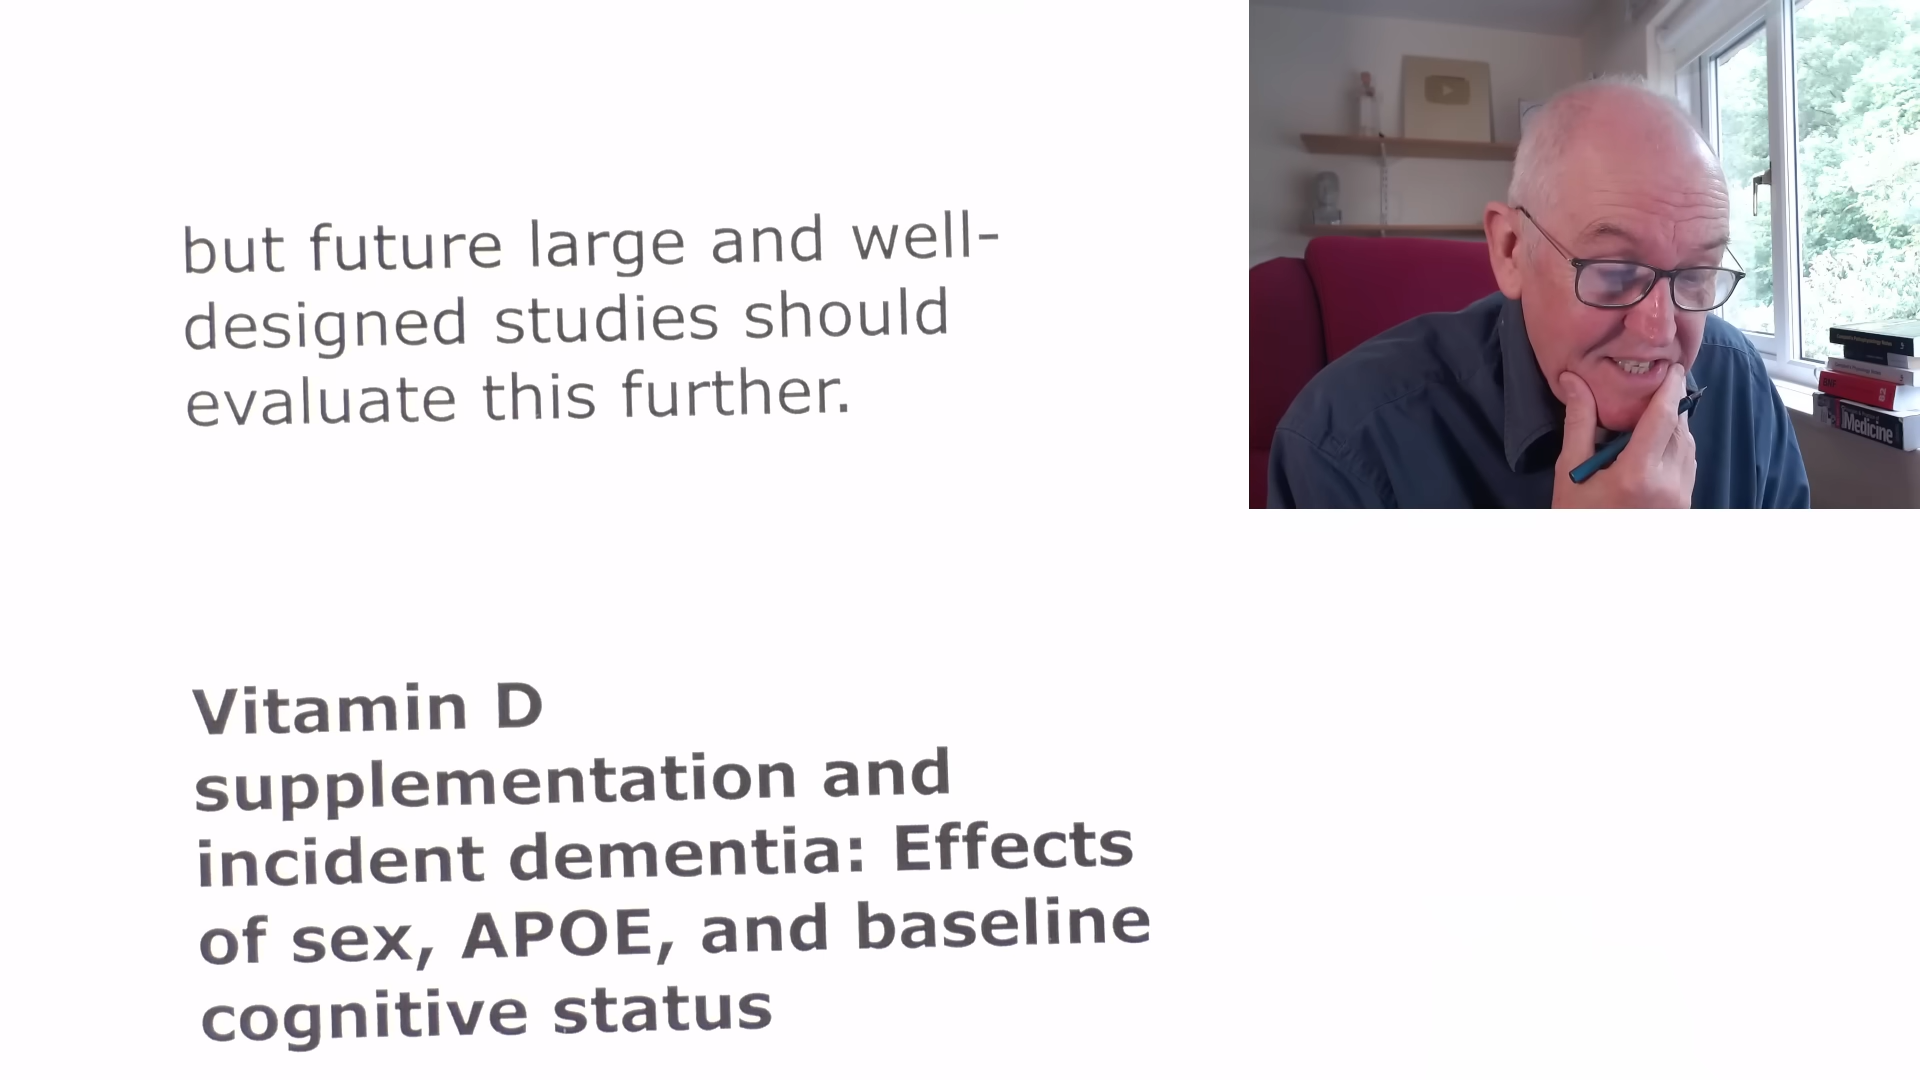 but future large and well-
designed studies should
evaluate this further.
Vitamin D
supplementation and
incident dementia: Effects
of sex, APOE, and baseline
cognitive status
Medicine